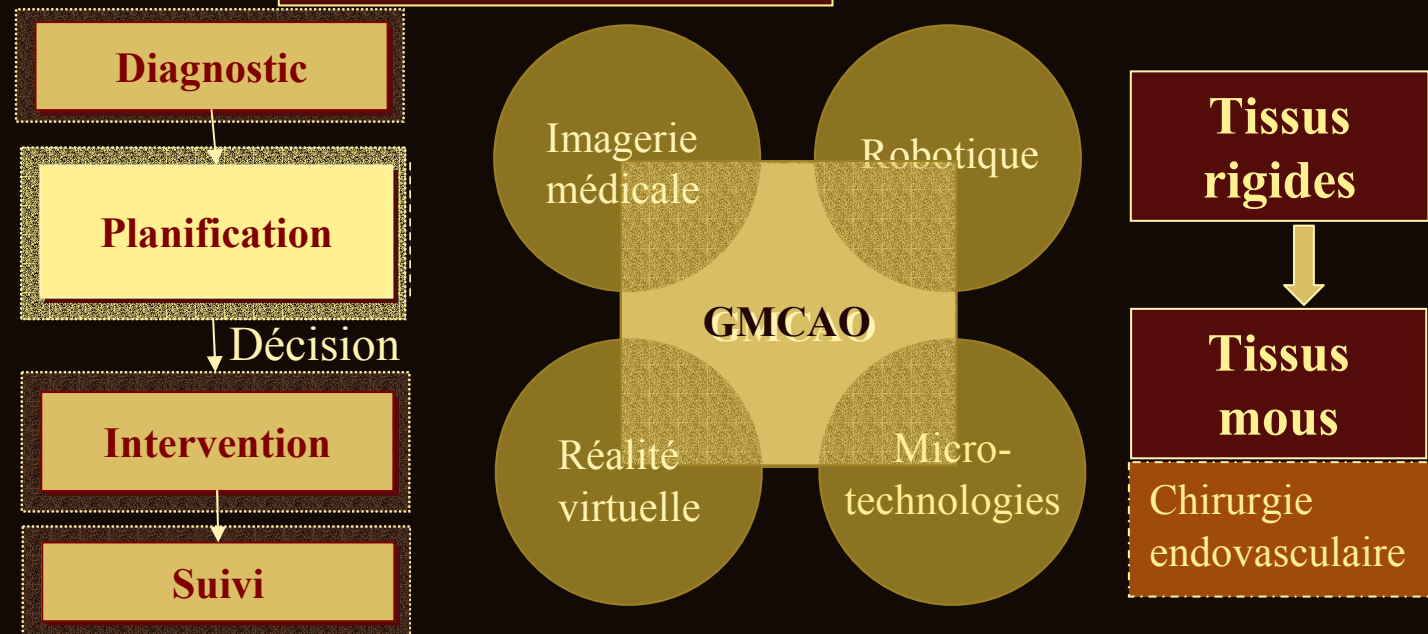 Diagnostic
Planification
Décision
Intervention
Suivi
Imagerie
médicale
Robotique
GMCAO
Réalité
virtuelle
Micro-
technologies
Tissus
rigides
Tissus
mous
Chirurgie
endovasculaire